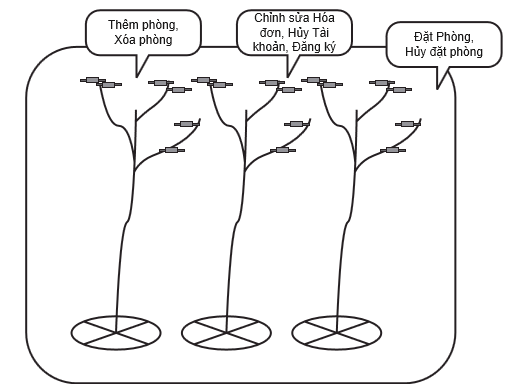 Thêm phòng,
Xóa phòng
Chỉnh sửa Hóa
đơn, Hủy Tài
khoản, Đăng ký
Đặt Phòng,
Hủy đặt phòng